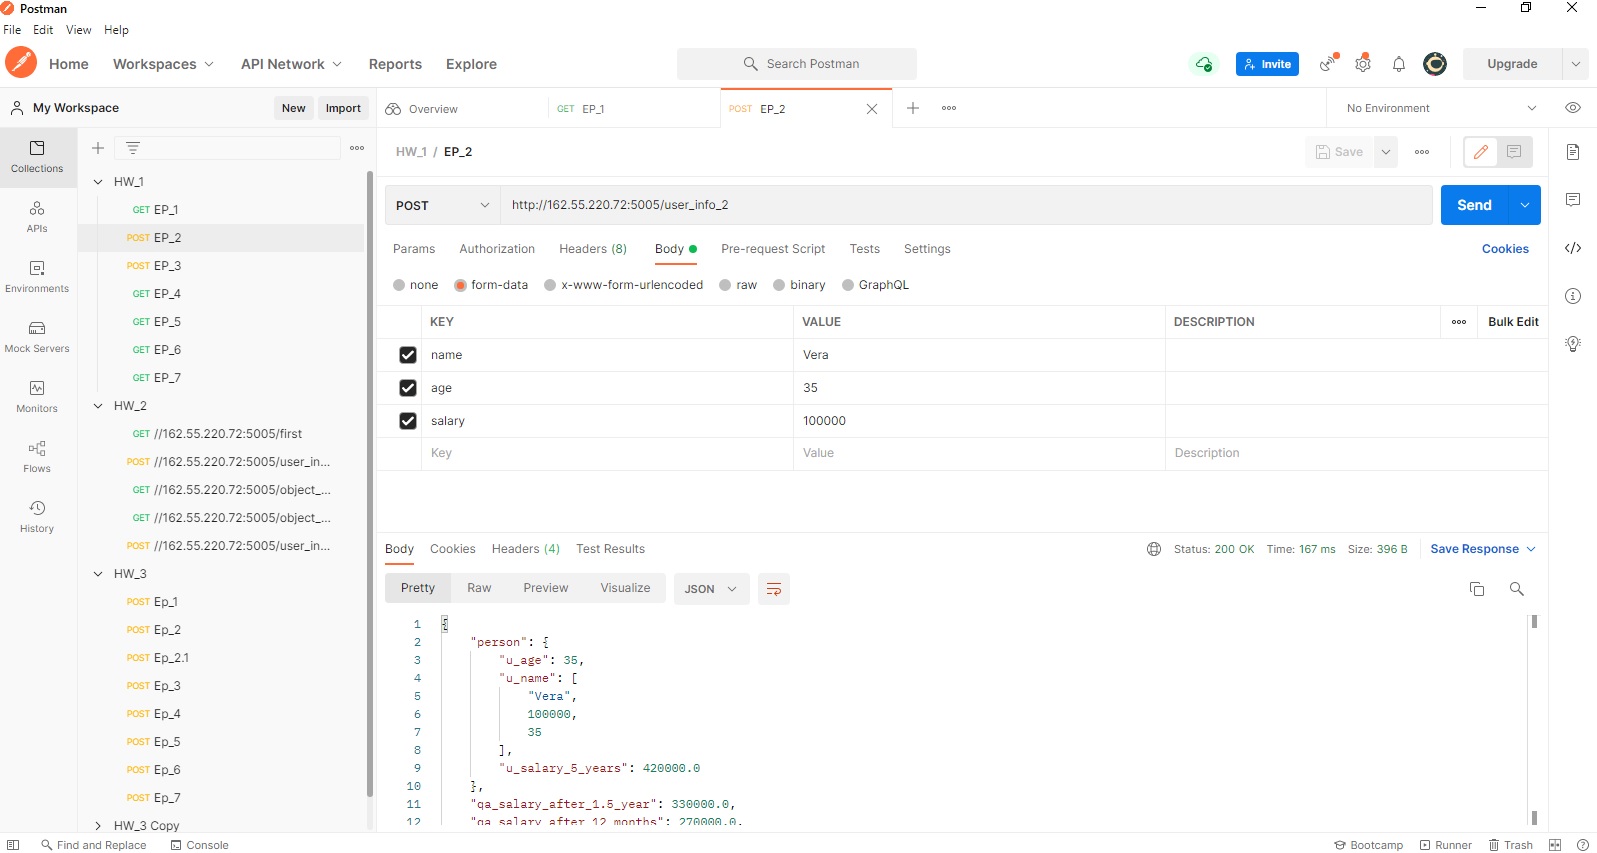 Postman
File Edit View Help
Home Workspaces API Network Reports Explore Search Postman Invite Upgrade
My Workspace New Import Overview GET EP_1 POST EP_2 No Environment
Collections
APIs
Environments
Mock Servers
Monitors
Flows
History
HW_1
GET EP_1
POST EP_2
POST EP_3
GET EP_4
GET EP_5
GET EP_6
GET EP_7
HW_2
GET //162.55.220.72:5005/first
POST //162.55.220.72:5005/user_in...
GET //162.55.220.72:5005/object_...
GET //162.55.220.72:5005/object_...
POST //162.55.220.72:5005/user_in...
HW_3
POST Ep_1
POST Ep_2
POST Ep_2.1
POST Ep_3
POST Ep_4
POST Ep_5
POST Ep_6
POST Ep_7
HW_3 Copy
HW_1 / EP_2 Save
POST http://162.55.220.72:5005/user_info_2 Send
Params Authorization Headers (8) Body Pre-request Script Tests Settings Cookies
none form-data x-www-form-urlencoded raw binary GraphQL
KEY VALUE DESCRIPTION Bulk Edit
name Vera
age 35
salary 100000
Key Value Description
Body Cookies Headers (4) Test Results Status: 200 OK Time: 167 ms Size: 396 B Save Response
Pretty Raw Preview Visualize JSON
1 {
2 "person": {
3 "u_age": 35,
4 "u_name": [
5 "Vera",
6 100000,
7 35
8 ],
9 "u_salary_5_years": 420000.0
10 },
11 "qa_salary_after_1.5_year": 330000.0,
12 "qa_salary_after_12_months": 270000.0,
Find and Replace Console Bootcamp Runner Trash